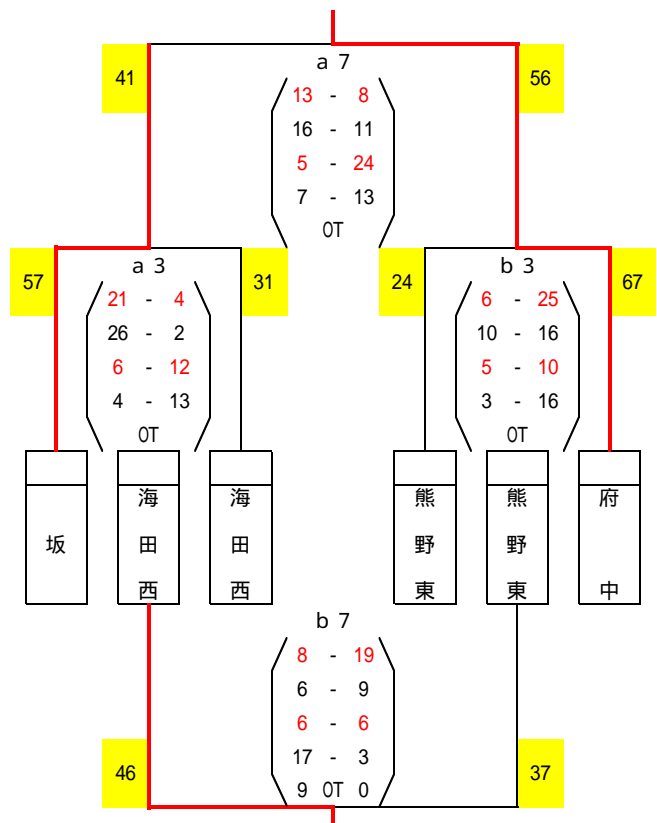 a 7
41
56
13 - 8
16 - 11
5 - 24
7 - 13
OT
a 3
57
31
21 - 4
26 - 2
6 - 12
4 - 13
OT
b 3
24
67
6 - 25
10 - 16
5 - 10
3 - 16
OT
坂
海田西
海田西
熊野東
熊野東
府中
b 7
8 - 19
6 - 9
6 - 6
17 - 3
9 OT 0
46
37